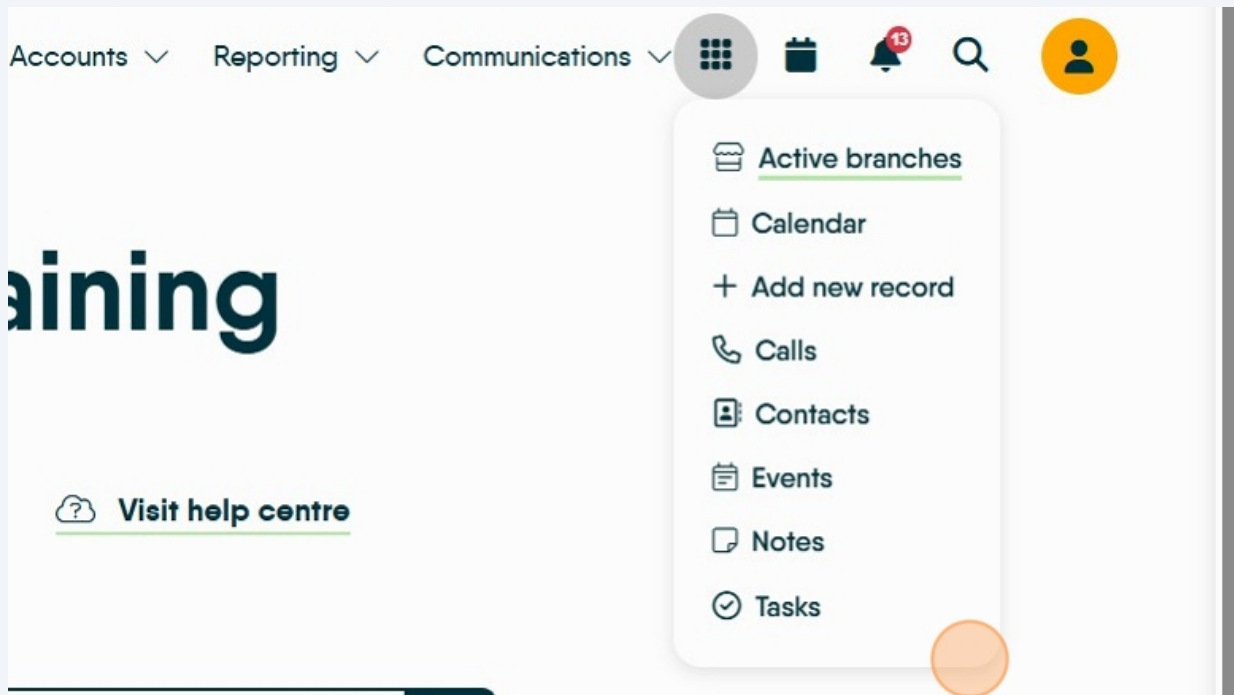 Accounts Reporting Communications 13
Active branches
Calendar
Add new record
aining
Calls
Contacts
Events
Visit help centre
Notes
Tasks